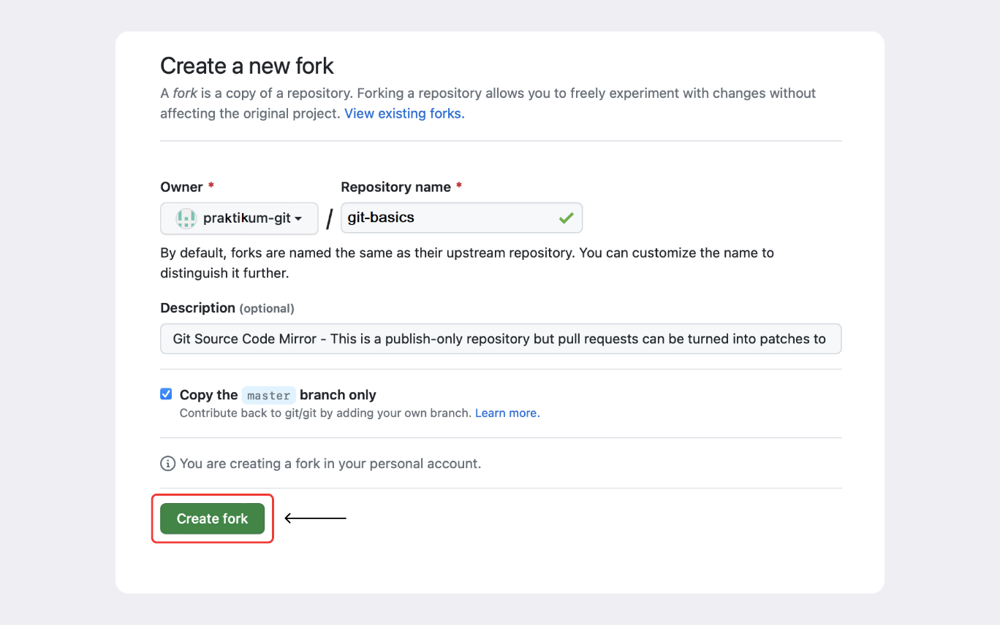 Create a new fork
A fork is a copy of a repository. Forking a repository allows you to freely experiment with changes without
affecting the original project. View existing forks.
Owner * Repository name *
praktikum-git / git-basics
By default, forks are named the same as their upstream repository. You can customize the name to
distinguish it further.
Description (optional)
Git Source Code Mirror - This is a publish-only repository but pull requests can be turned into patches to
Copy the master branch only
Contribute back to git/git by adding your own branch. Learn more.
You are creating a fork in your personal account.
Create fork